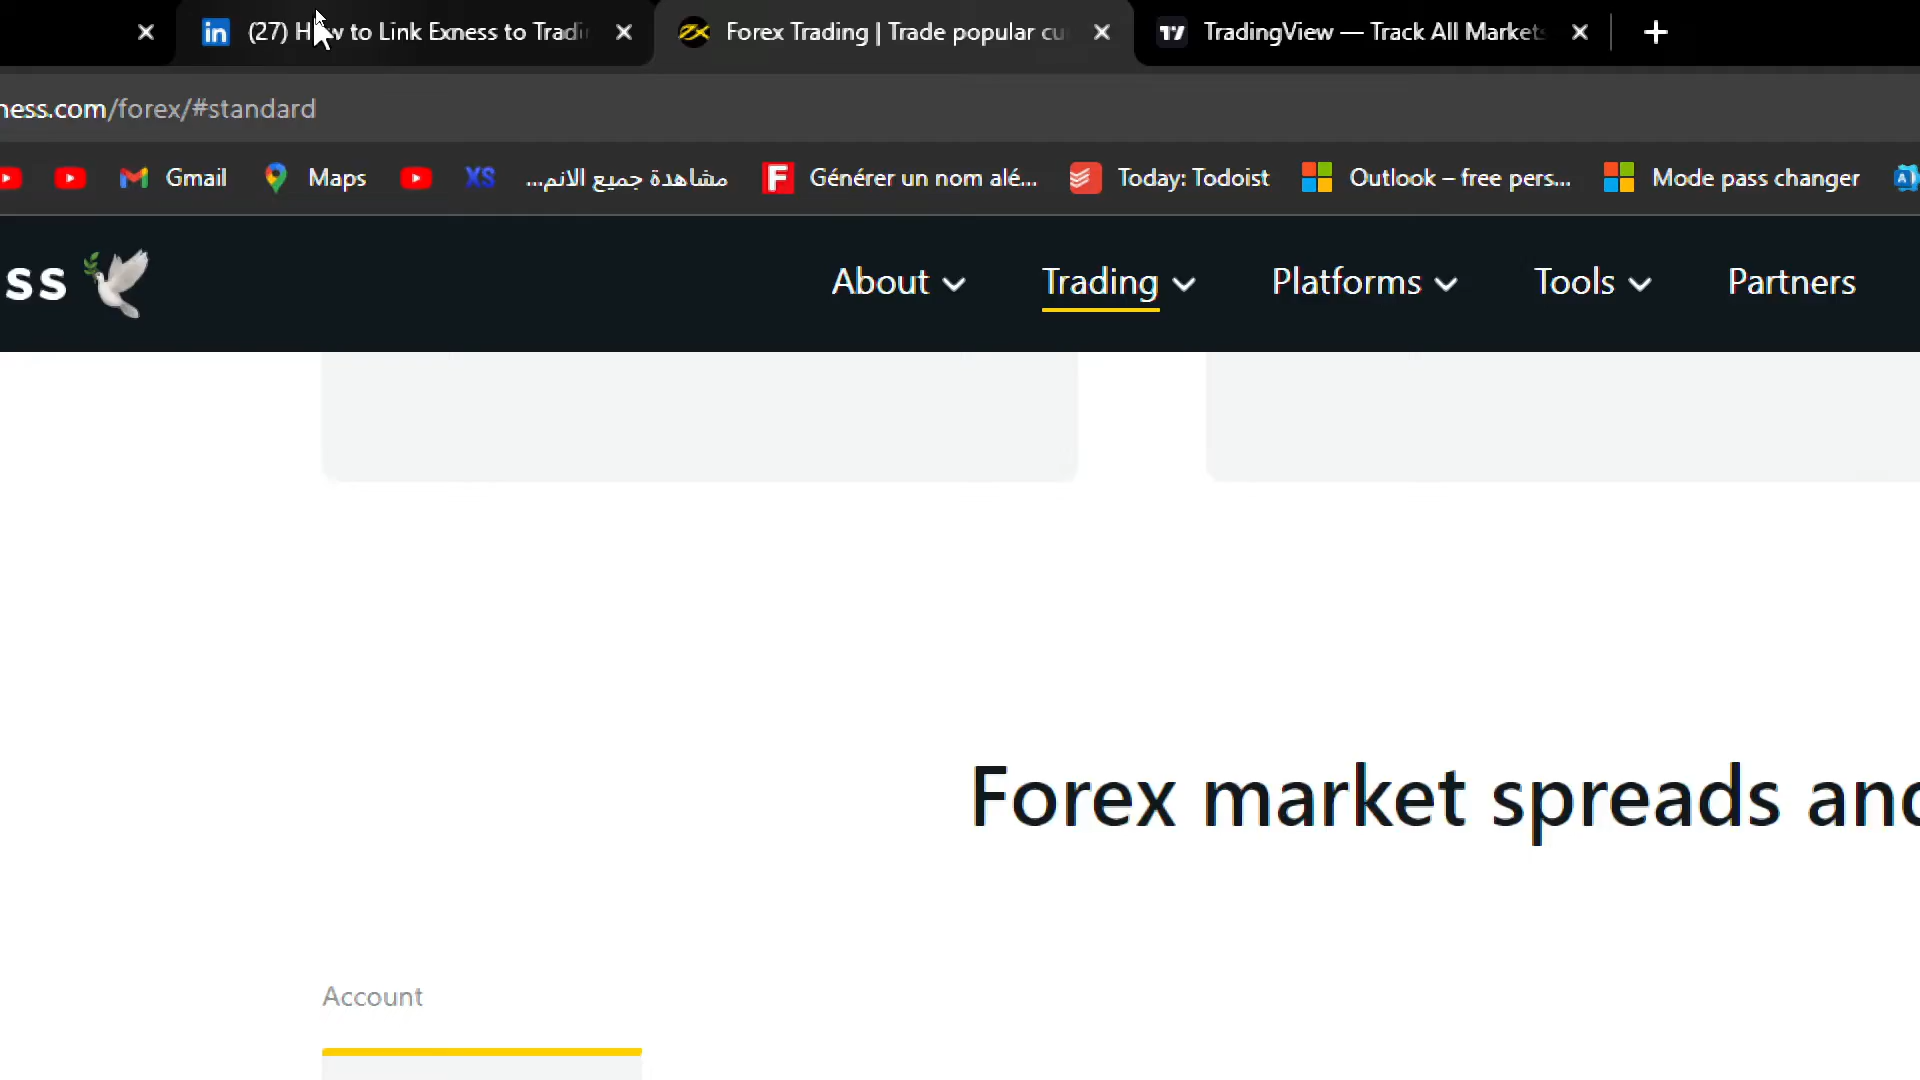 (27) How to Link Exness to Tradi
Forex Trading | Trade popular cu
TradingView — Track All Markets
ness.com/forex/#standard
Gmail
Maps
XS
مشاهدة جميع الانم...
Générer un nom alé...
Today: Todoist
Outlook – free pers...
Mode pass changer
ss
About
Trading
Platforms
Tools
Partners
Forex market spreads and
Account